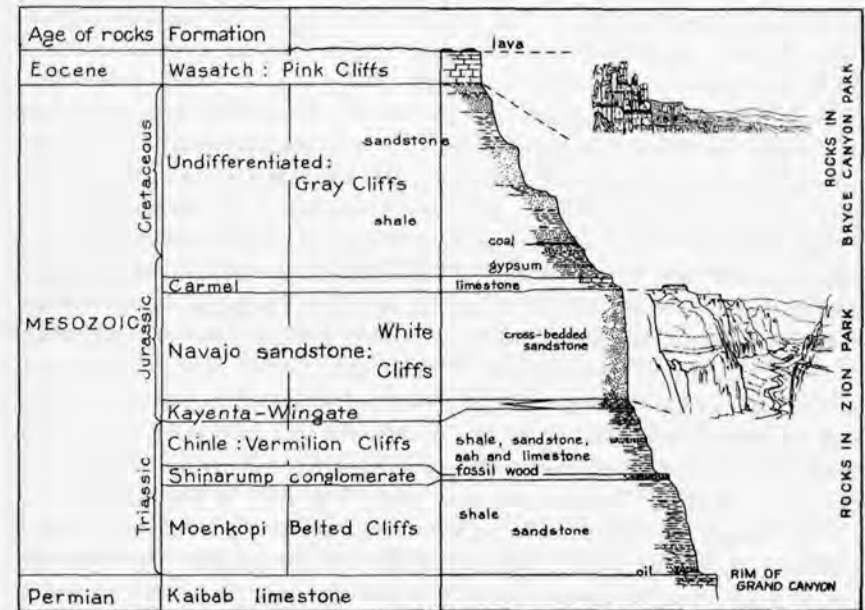 Age of rocks Formation
lava
Eocene Wasatch : Pink Cliffs
Cretaceous
sandstone
Undifferentiated:
Gray Cliffs
shale
coal
gypsum
Carmel limestone
MESOZOIC
Jurassic
White
Navajo sandstone:
Cliffs
cross-bedded
sandstone
Kayenta-Wingate
Triassic
Chinle : Vermilion Cliffs
shale, sandstone,
ash and limestone
fossil wood
Shinarump conglomerate
Moenkopi Belted Cliffs
shale
sandstone
oil
RIM OF
GRAND CANYON
Permian Kaibab limestone
ROCKS IN
BRYCE CANYON PARK
ROCKS IN ZION PARK